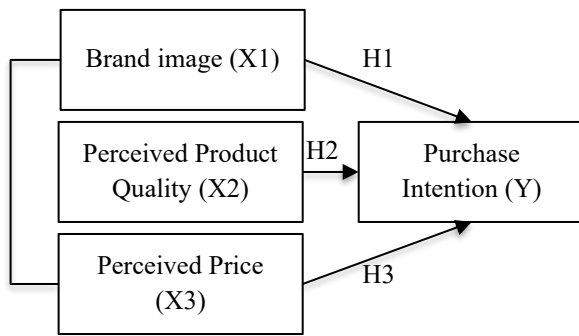 Brand image (X1)
H1
Perceived Product
Quality (X2)
H2
Purchase
Intention (Y)
Perceived Price
(X3)
H3